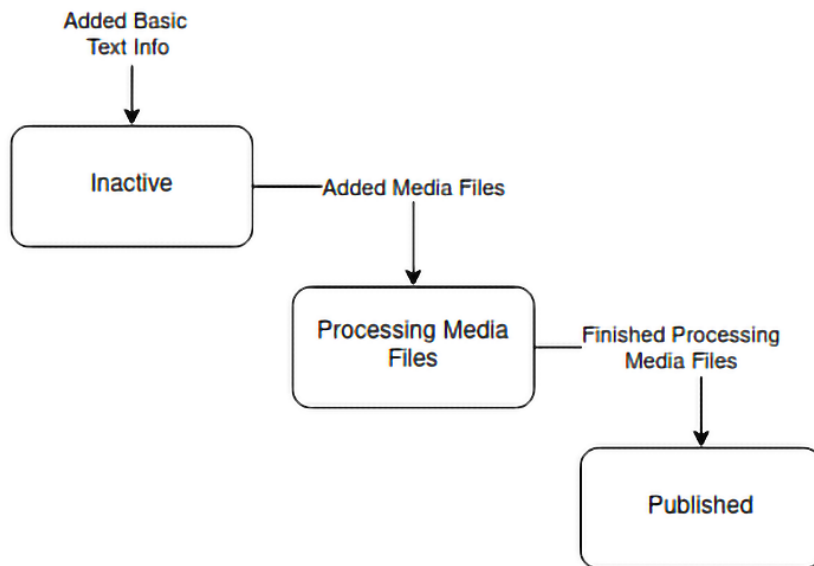 Added Basic
Text Info
Inactive
Added Media Files
Processing Media
Files
Finished Processing
Media Files
Published